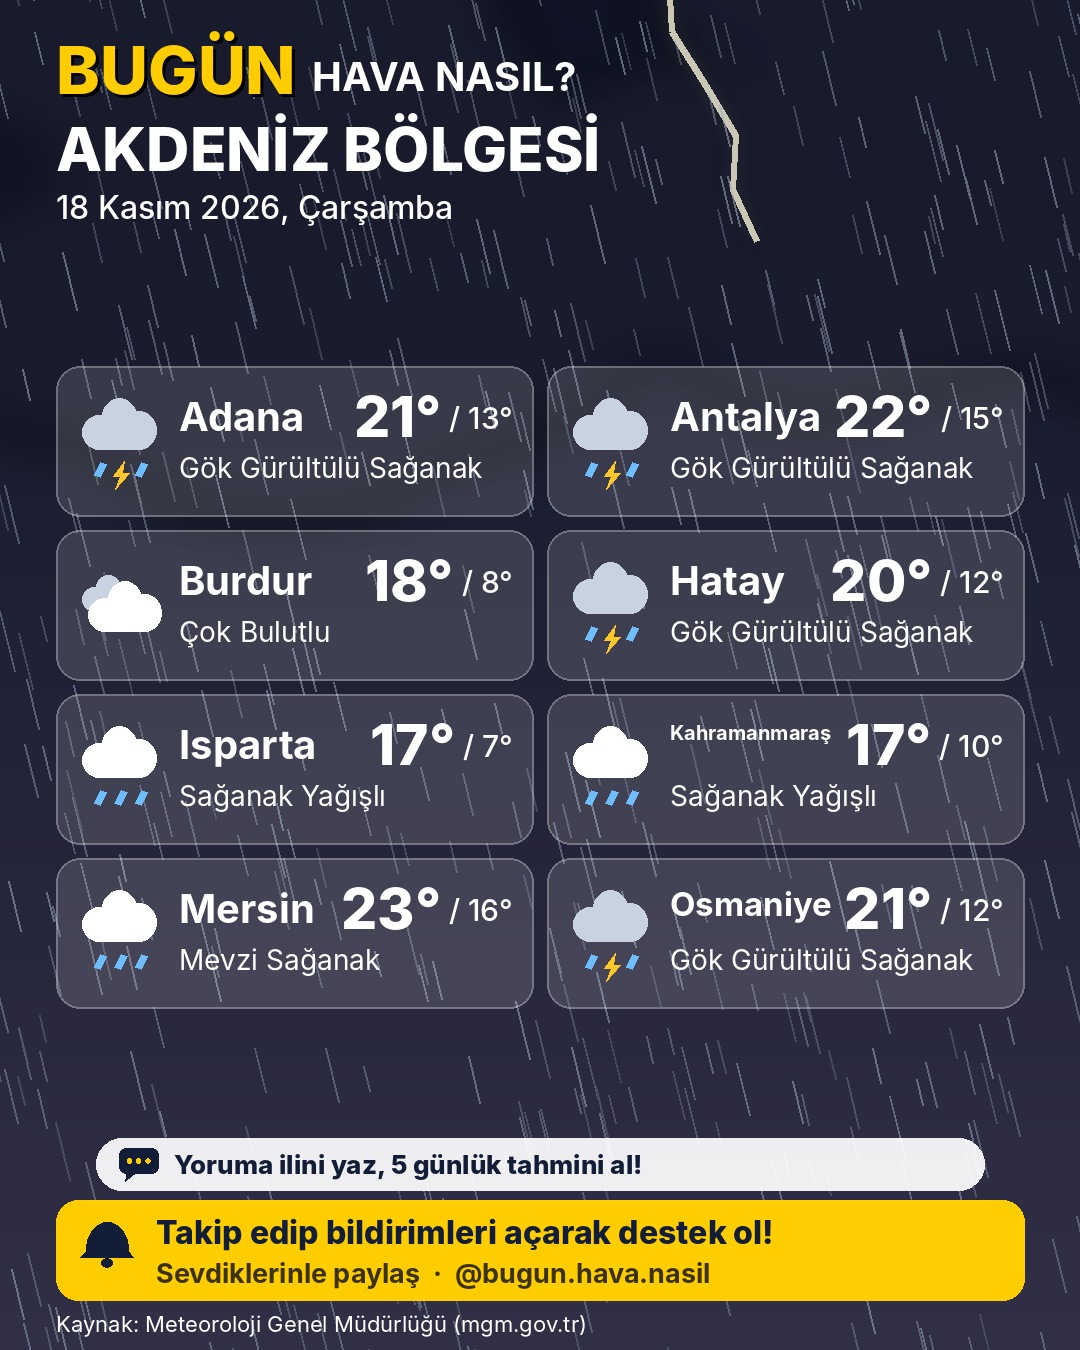 BUGÜN HAVA NASIL?
AKDENİZ BÖLGESİ
18 Kasım 2026, Çarşamba
Adana 21° / 13°
Gök Gürültülü Sağanak
Antalya 22° / 15°
Gök Gürültülü Sağanak
Burdur 18° / 8°
Çok Bulutlu
Hatay 20° / 12°
Gök Gürültülü Sağanak
Isparta 17° / 7°
Sağanak Yağışlı
Kahramanmaraş 17° / 10°
Sağanak Yağışlı
Mersin 23° / 16°
Mevzi Sağanak
Osmaniye 21° / 12°
Gök Gürültülü Sağanak
Yoruma ilini yaz, 5 günlük tahmini al!
Takip edip bildirimleri açarak destek ol!
Sevdiklerinle paylaş · @bugun.hava.nasil
Kaynak: Meteoroloji Genel Müdürlüğü (mgm.gov.tr)